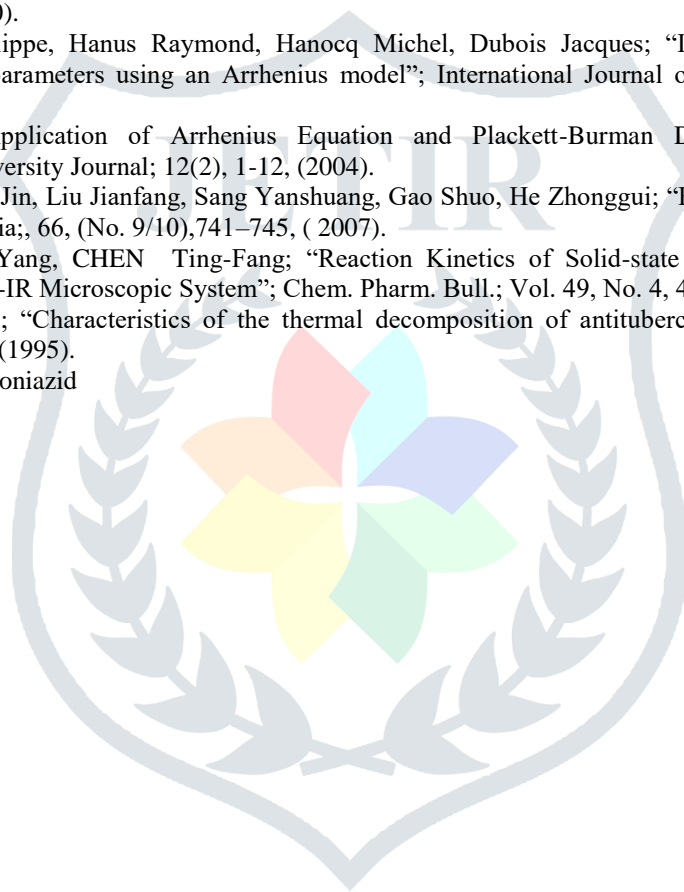 0).
lippe, Hanus Raymond, Hanocq Michel, Dubois Jacques; “I
parameters using an Arrhenius model”; International Journal o
pplication of Arrhenius Equation and Plackett-Burman D
versity Journal; 12(2), 1-12, (2004).
Jin, Liu Jianfang, Sang Yanshuang, Gao Shuo, He Zhonggui; “
ia;, 66, (No. 9/10),741–745, ( 2007).
Yang, CHEN Ting-Fang; “Reaction Kinetics of Solid-state
-IR Microscopic System”; Chem. Pharm. Bull.; Vol. 49, No. 4, 4
; “Characteristics of the thermal decomposition of antituberc
(1995).
oniazid
JETIR